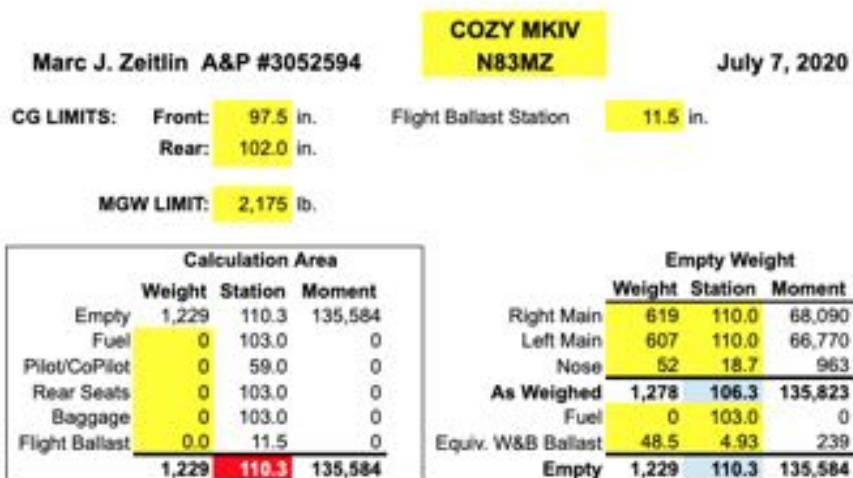 COZY MKIV
Marc J. Zeitlin A&P #3052594 N83MZ July 7, 2020
CG LIMITS: Front: 97.5 in. Flight Ballast Station 11.5 in.
Rear: 102.0 in.
MGW LIMIT: 2,175 lb.
Calculation Area
Weight Station Moment
Empty 1,229 110.3 135,584
Fuel 0 103.0 0
Pilot/CoPilot 0 59.0 0
Rear Seats 0 103.0 0
Baggage 0 103.0 0
Flight Ballast 0.0 11.5 0
1,229 110.3 135,584
Empty Weight
Weight Station Moment
Right Main 619 110.0 68,090
Left Main 607 110.0 66,770
Nose 52 18.7 963
As Weighed 1,278 106.3 135,823
Fuel 0 103.0 0
Equiv. W&B Ballast 48.5 4.93 239
Empty 1,229 110.3 135,584